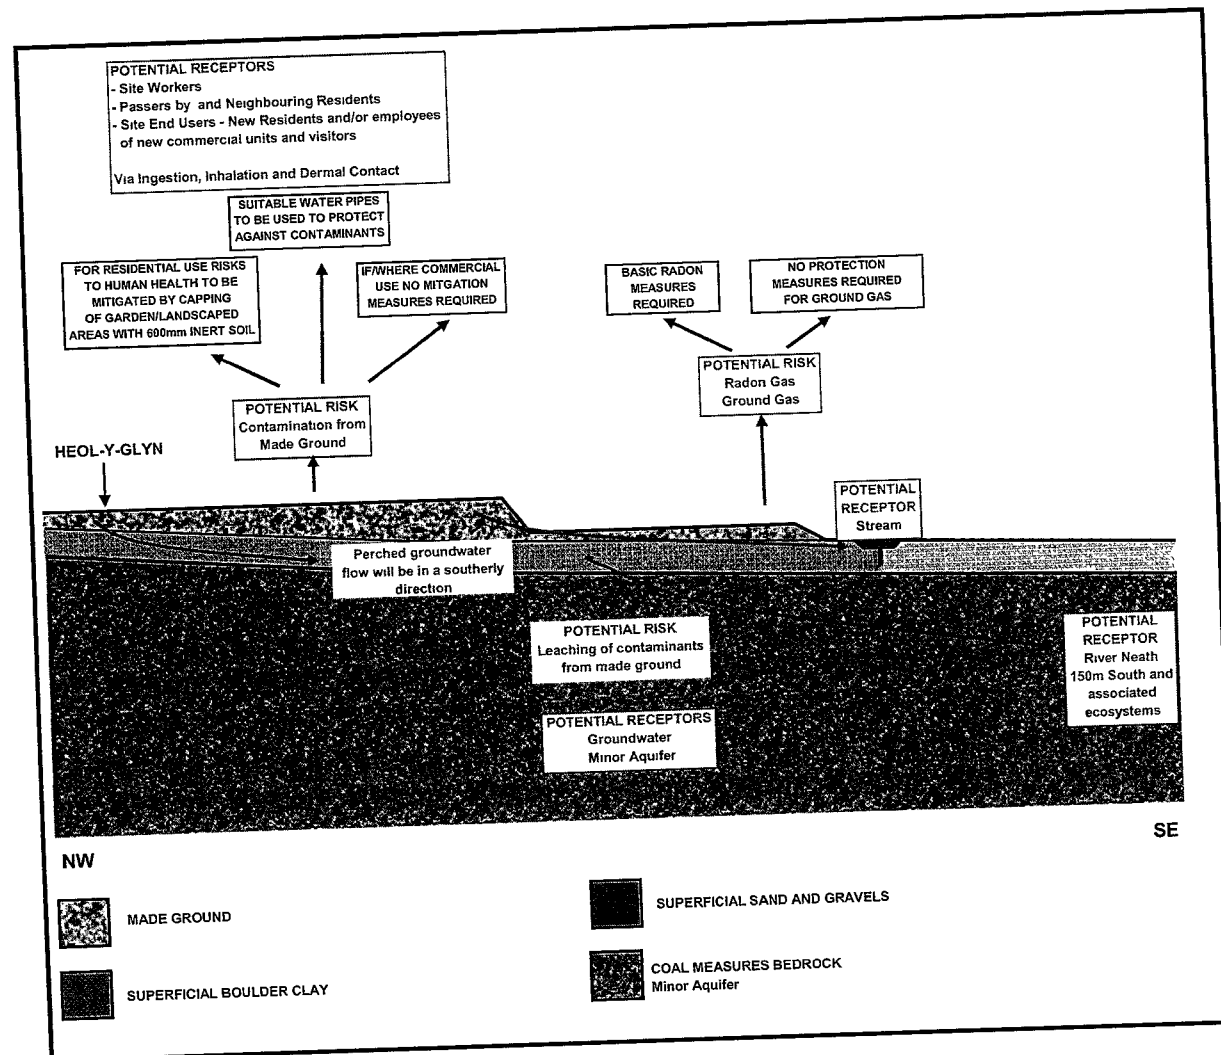 POTENTIAL RECEPTORS
- Site Workers
- Passers by and Neighbouring Residents
- Site End Users - New Residents and/or employees
of new commercial units and visitors
Via Ingestion, Inhalation and Dermal Contact
SUITABLE WATER PIPES
TO BE USED TO PROTECT
AGAINST CONTAMINANTS
FOR RESIDENTIAL USE RISKS
TO HUMAN HEALTH TO BE
MITIGATED BY CAPPING
OF GARDEN/LANDSCAPED
AREAS WITH 600mm INERT SOIL
IF/WHERE COMMERCIAL
USE NO MITGATION
MEASURES REQUIRED
BASIC RADON
MEASURES
REQUIRED
NO PROTECTION
MEASURES REQUIRED
FOR GROUND GAS
POTENTIAL RISK
Contamination from
Made Ground
POTENTIAL RISK
Radon Gas
Ground Gas
HEOL-Y-GLYN
POTENTIAL
RECEPTOR
Stream
Perched groundwater
flow will be in a southerly
direction
POTENTIAL RISK
Leaching of contaminants
from made ground
POTENTIAL RECEPTORS
Groundwater
Minor Aquifer
POTENTIAL
RECEPTOR
River Neath
150m South and
associated
ecosystems
NW
SE
MADE GROUND
SUPERFICIAL BOULDER CLAY
SUPERFICIAL SAND AND GRAVELS
COAL MEASURES BEDROCK
Minor Aquifer